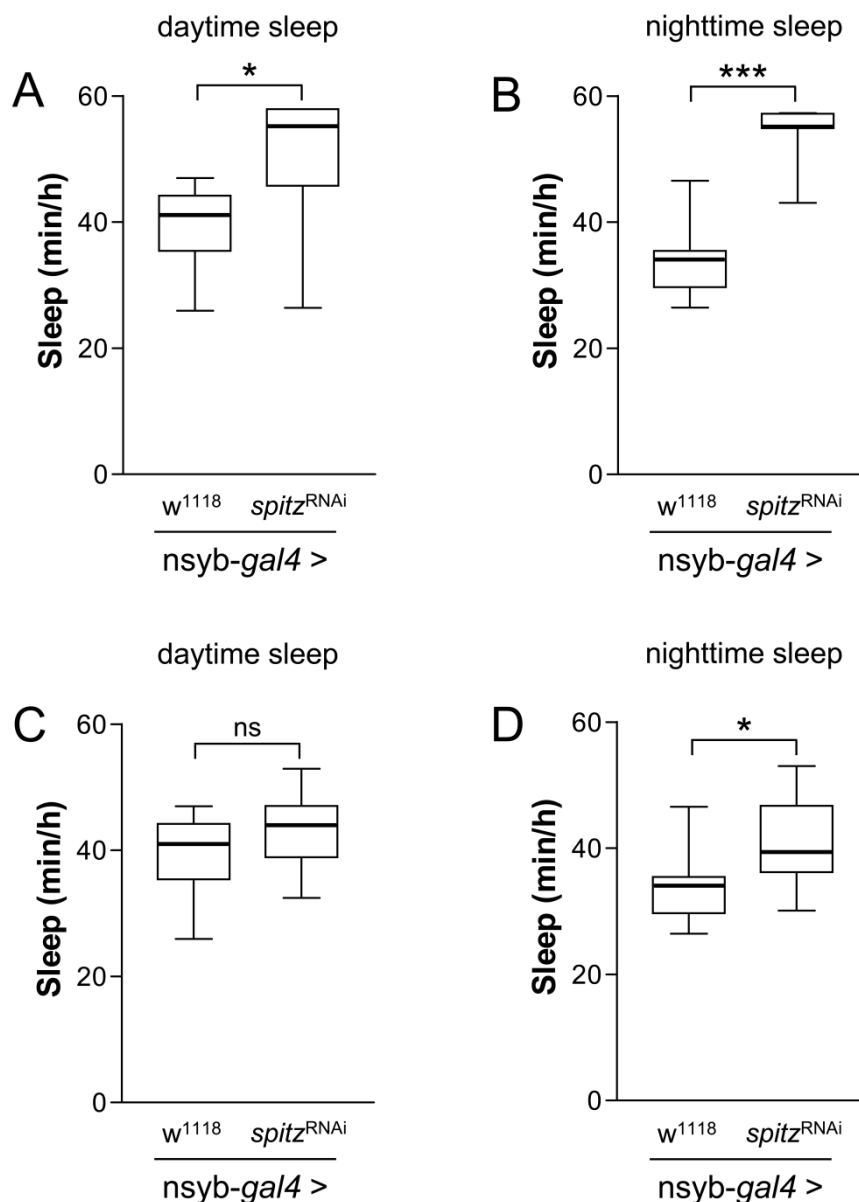 daytime sleep
A
*
60
40
20
0
Sleep (min/h)
w1118 spitzRNAi
nsyb-gal4 >
nighttime sleep
B
***
60
40
20
0
Sleep (min/h)
w1118 spitzRNAi
nsyb-gal4 >
daytime sleep
C
ns
60
40
20
0
Sleep (min/h)
w1118 spitzRNAi
nsyb-gal4 >
nighttime sleep
D
*
60
40
20
0
Sleep (min/h)
w1118 spitzRNAi
nsyb-gal4 >